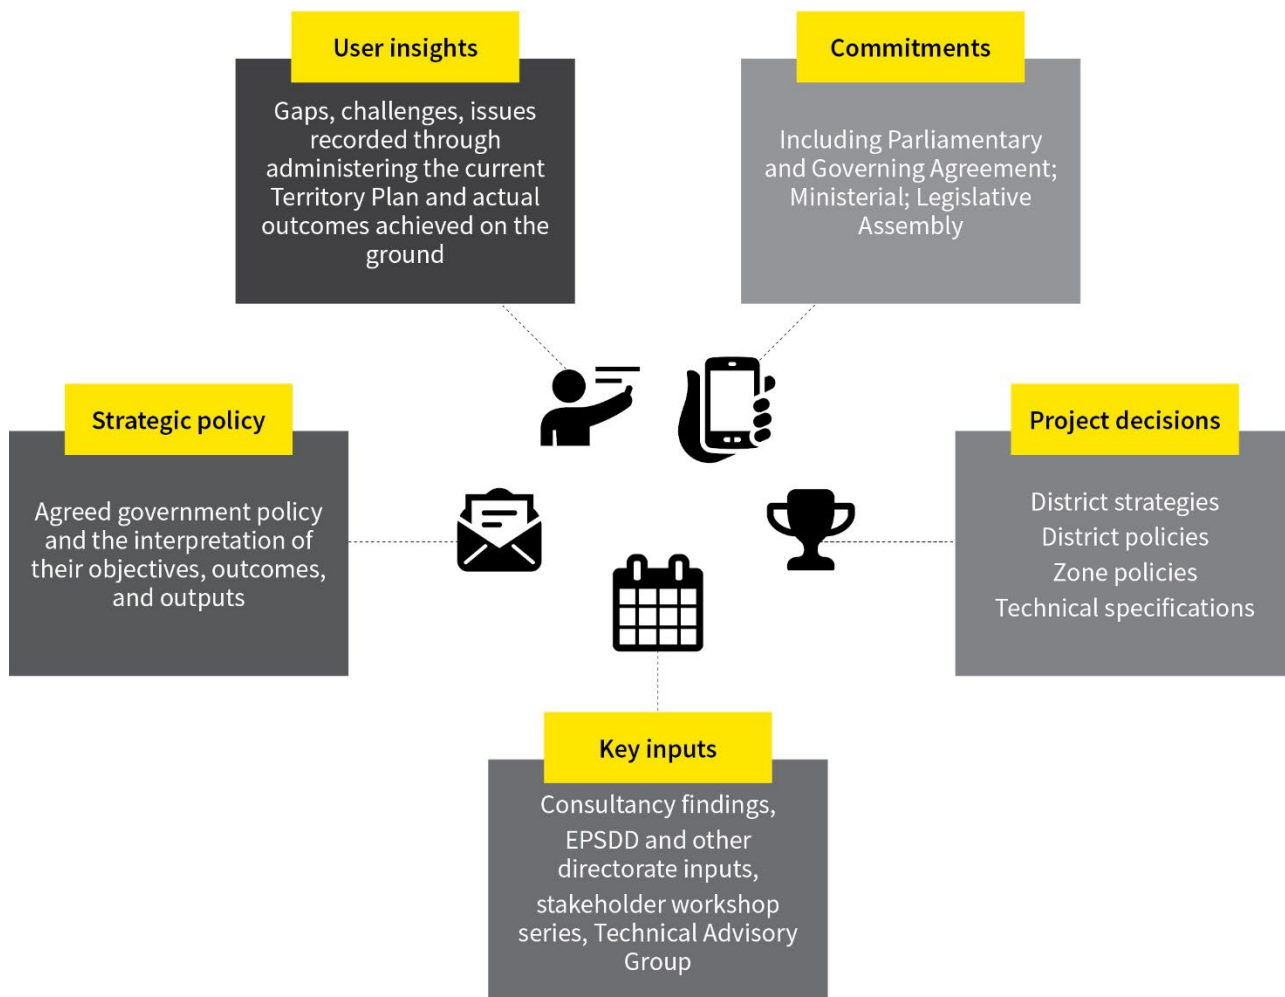 User insights
Gaps, challenges, issues
recorded through
administering the current
Territory Plan and actual
outcomes achieved on the
ground
Commitments
Including Parliamentary
and Governing Agreement;
Ministerial; Legislative
Assembly
Strategic policy
Agreed government policy
and the interpretation of
their objectives, outcomes,
and outputs
Project decisions
District strategies
District policies
Zone policies
Technical specifications
Key inputs
Consultancy findings,
EPSDD and other
directorate inputs,
stakeholder workshop
series, Technical Advisory
Group